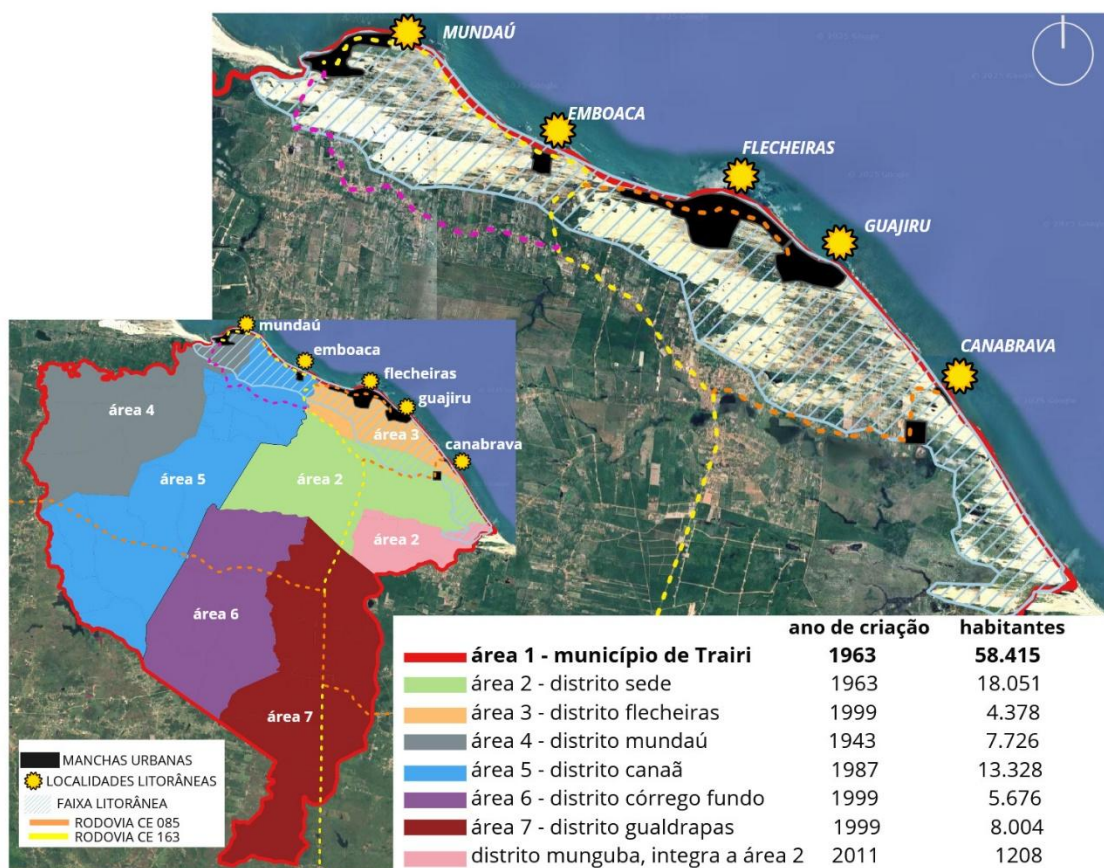 MUNDAÚ
EMBOACA
FLECHEIRAS
GUAJIRU
CANABRAVA
mundaú
emboaca
flecheiras
guajiru
canabrava
área 4
área 3
área 5
área 2
área 2
área 6
área 7
MANCHAS URBANAS
LOCALIDADES LITORÂNEAS
FAIXA LITORÂNEA
RODOVIA CE 085
RODOVIA CE 163
ano de criação habitantes
área 1 - município de Trairi 1963 58.415
área 2 - distrito sede 1963 18.051
área 3 - distrito flecheiras 1999 4.378
área 4 - distrito mundaú 1943 7.726
área 5 - distrito canaã 1987 13.328
área 6 - distrito córrego fundo 1999 5.676
área 7 - distrito gualdrapas 1999 8.004
distrito munguba, integra a área 2 2011 1208